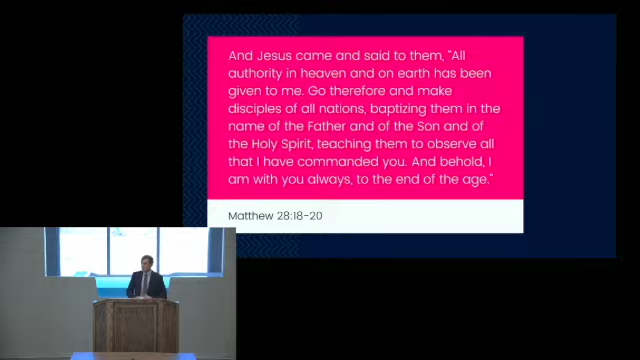 And Jesus came and said to them, "All
authority in heaven and on earth has been
given to me. Go therefore and make
disciples of all nations, baptizing them in the
name of the Father and of the Son and of
the Holy Spirit, teaching them to observe all
that I have commanded you. And behold, I
am with you always, to the end of the age."
Matthew 28:18-20